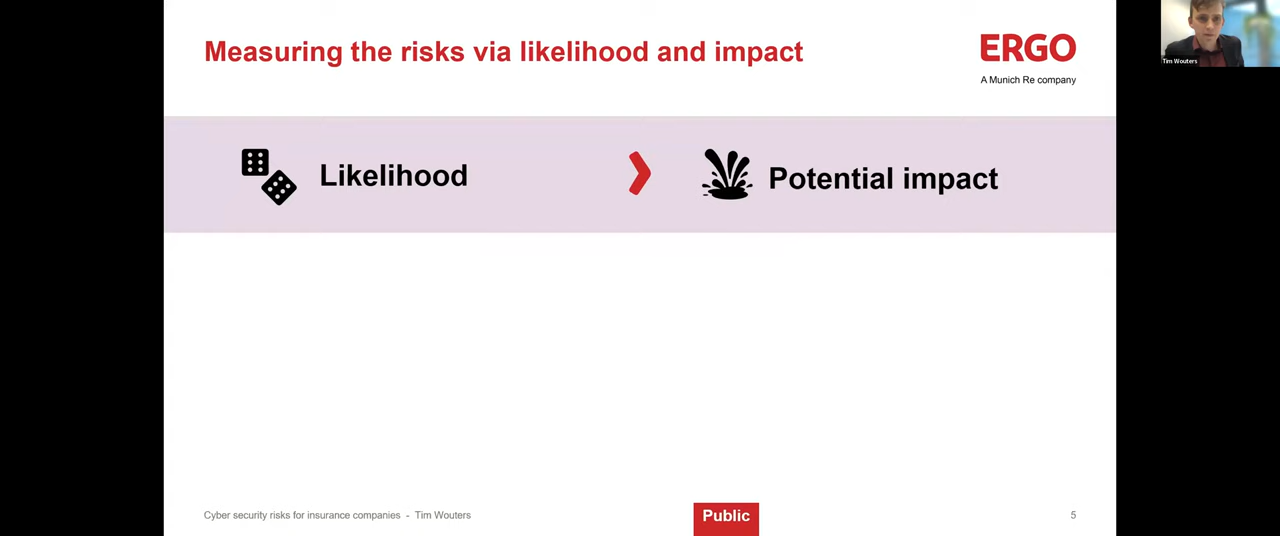 Measuring the risks via likelihood and impact
ERGO
A Munich Re company
Tim Wouters
Likelihood
Potential impact
Cyber security risks for insurance companies - Tim Wouters
Public
5